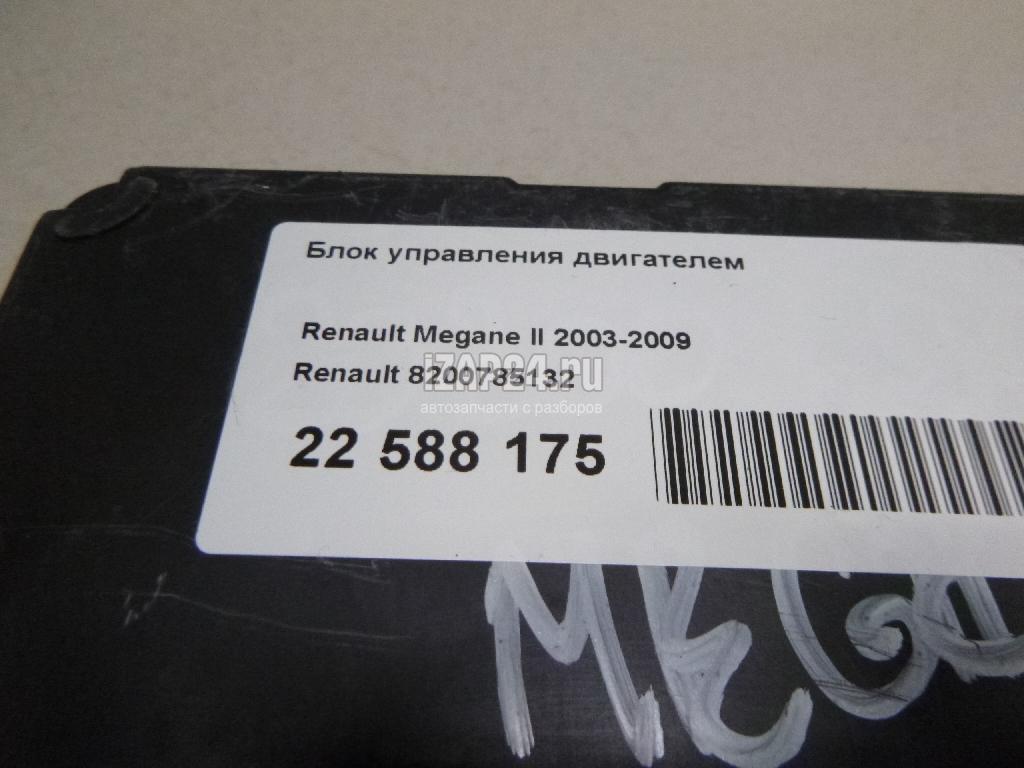 Блок управления двигателем
Renault Megane II 2003-2009
iZAP24.ru
Renault 8200785132
автозапчасти с разборов
22 588 175
MEGA